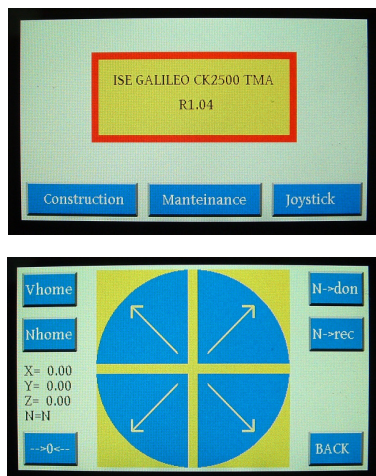 ISE GALILEO CK2500 TMA
R1.04
Construction
Manteinance
Joystick
Vhome
N->don
Nhome
N->rec
X= 0.00
Y= 0.00
Z= 0.00
N=N
-->0<--
BACK